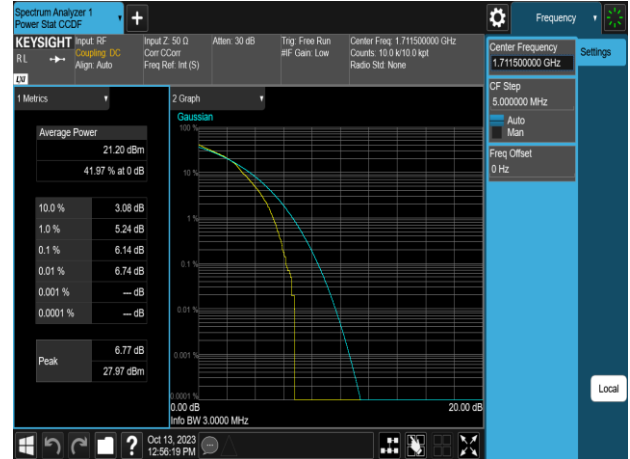 Spectrum Analyzer 1
Power Stat CCDF
+
Frequency
KEYSIGHT
RL
LXI
Input: RF
Coupling: DC
Align: Auto
Input Z: 50 Ω
Corr CCorr
Freq Ref: Int (S)
Atten: 30 dB
Trig: Free Run
#IF Gain: Low
Center Freq: 1.711500000 GHz
Counts: 10.0 k/10.0 kpt
Radio Std: None
Center Frequency
1.711500000 GHz
Settings
CF Step
5.000000 MHz
Auto
Man
Freq Offset
0 Hz
1 Metrics
Average Power
21.20 dBm
41.97 % at 0 dB
10.0 % 3.08 dB
1.0 % 5.24 dB
0.1 % 6.14 dB
0.01 % 6.74 dB
0.001 % --- dB
0.0001 % --- dB
Peak 6.77 dB
27.97 dBm
2 Graph
Gaussian
100 %
10 %
1 %
0.1 %
0.01 %
0.001 %
0.0001 %
0.00 dB 20.00 dB
Info BW 3.0000 MHz
Local
?
Oct 13, 2023
12:56:19 PM